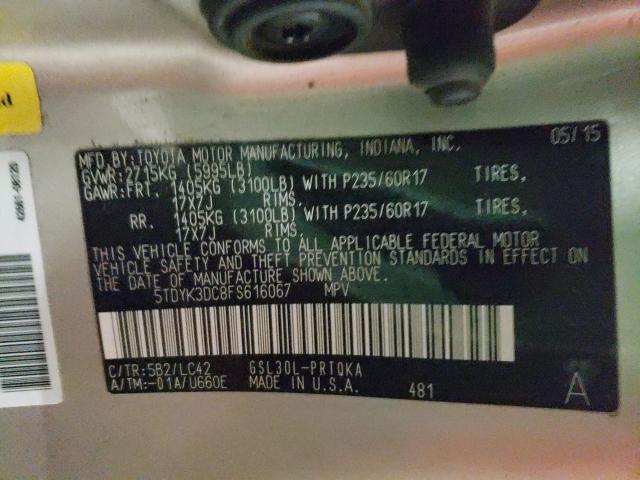 MFD.BY:TOYOTA MOTOR MANUFACTURING, INDIANA, INC. 05/15
GVWR:2715KG (5995LB)
GAWR:FRT. 1405KG (3100LB) WITH P235/60R17 TIRES,
17X7J RIMS.
RR. 1405KG (3100LB) WITH P235/60R17 TIRES,
17X7J RIMS.
THIS VEHICLE CONFORMS TO ALL APPLICABLE FEDERAL MOTOR
VEHICLE SAFETY AND THEFT PREVENTION STANDARDS IN EFFECT ON
THE DATE OF MANUFACTURE SHOWN ABOVE.
5TDYK3DC8FS616067 MPV
C/TR:5B2/LC42 GSL30L-PRTQKA
A/TM:-01A/U660E MADE IN U.S.A. 481 A